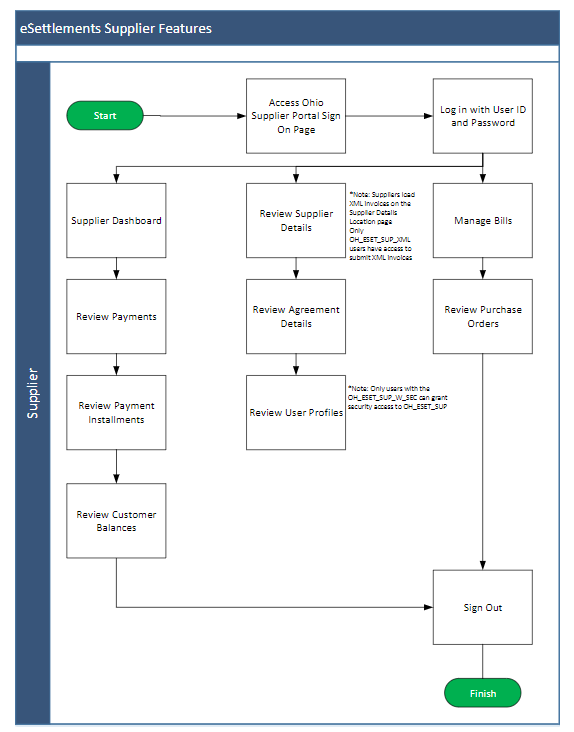 eSettlements Supplier Features
Supplier
Start
Access Ohio
Supplier Portal Sign
On Page
Log in with User ID
and Password
Supplier Dashboard
Review Supplier
Details
*Note: Suppliers load
XML Invoices on the
Supplier Details
Location page
Only
OH_ESET_SUP_XML
users have access to
submit XML Invoices
Manage Bills
Review Payments
Review Agreement
Details
Review Purchase
Orders
Review Payment
Installments
Review User Profiles
*Note: Only users with the
OH_ESET_SUP_W_SEC can grant
security access to OH_ESET_SUP
Review Customer
Balances
Sign Out
Finish